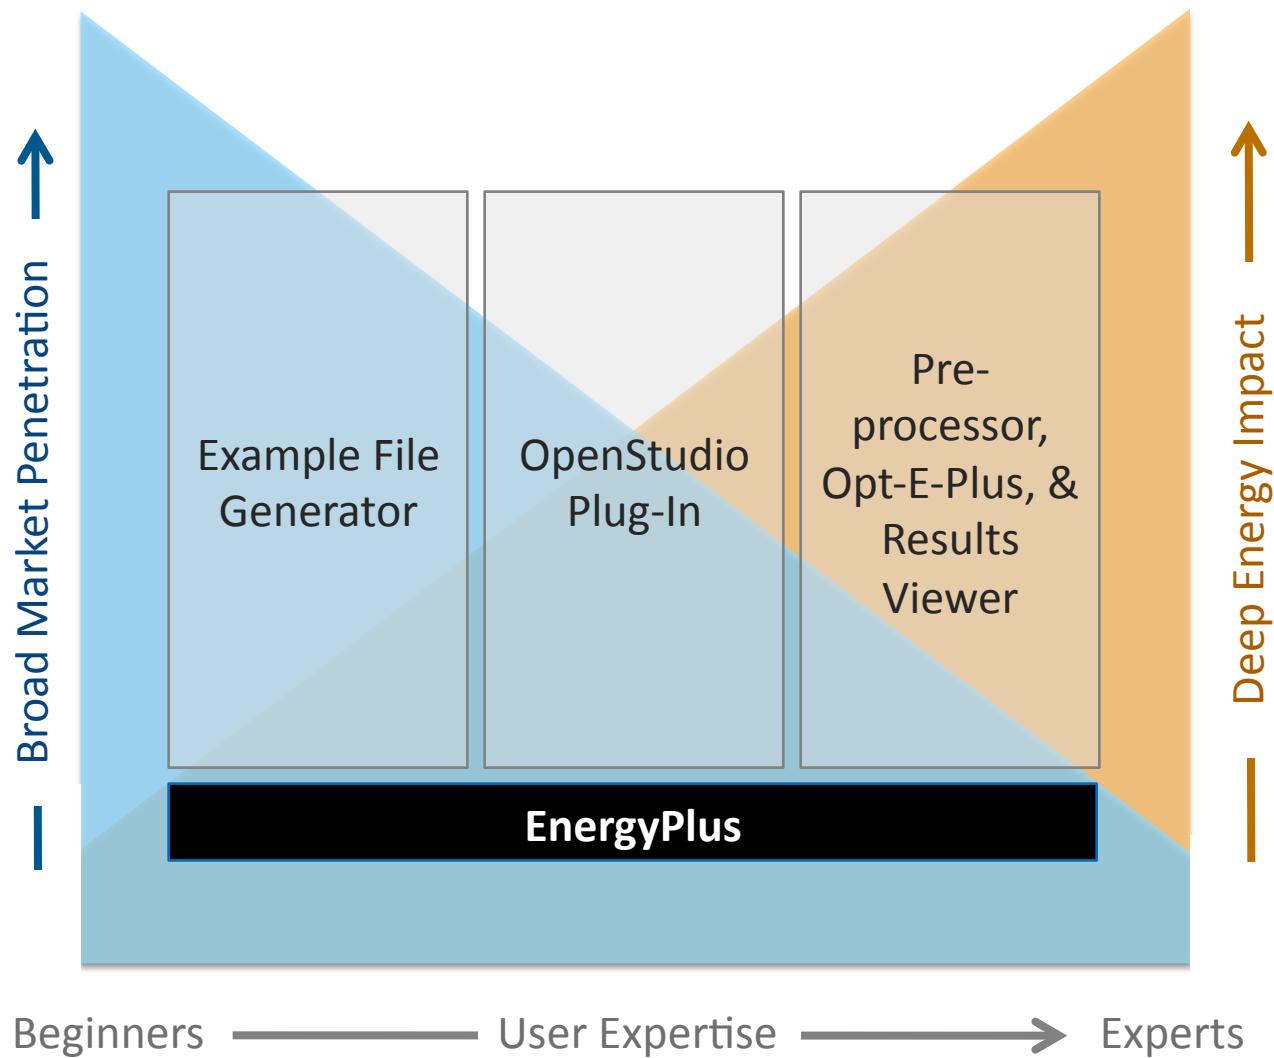 Broad Market Penetration
Example File
Generator
OpenStudio
Plug-In
Pre-
processor,
Opt-E-Plus, &
Results
Viewer
Deep Energy Impact
EnergyPlus
Beginners
User Expertise
Experts